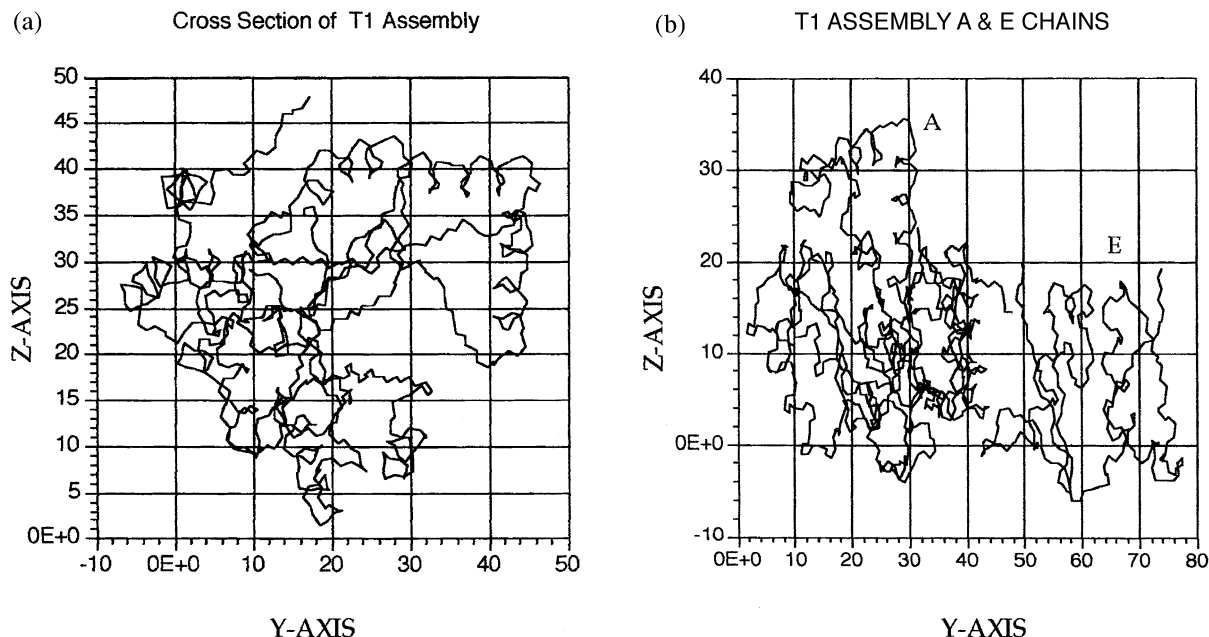 (a) Cross Section of T1 Assembly
50
45
40
35
30
25
20
15
10
5
0E+0
-10 0E+0 10 20 30 40 50
Z-AXIS
Y-AXIS
(b) T1 ASSEMBLY A & E CHAINS
40
30
20
10
0E+0
-10
0E+0 10 20 30 40 50 60 70 80
A
E
Z-AXIS
Y-AXIS